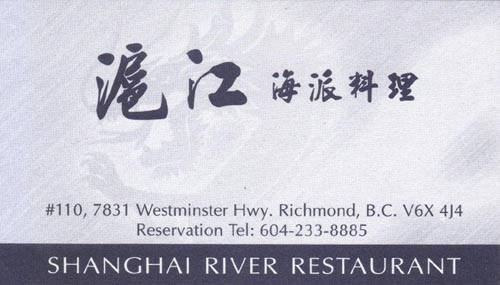 滬江 海派料理
#110, 7831 Westminster Hwy. Richmond, B.C. V6X 4J4
Reservation Tel: 604-233-8885
SHANGHAI RIVER RESTAURANT